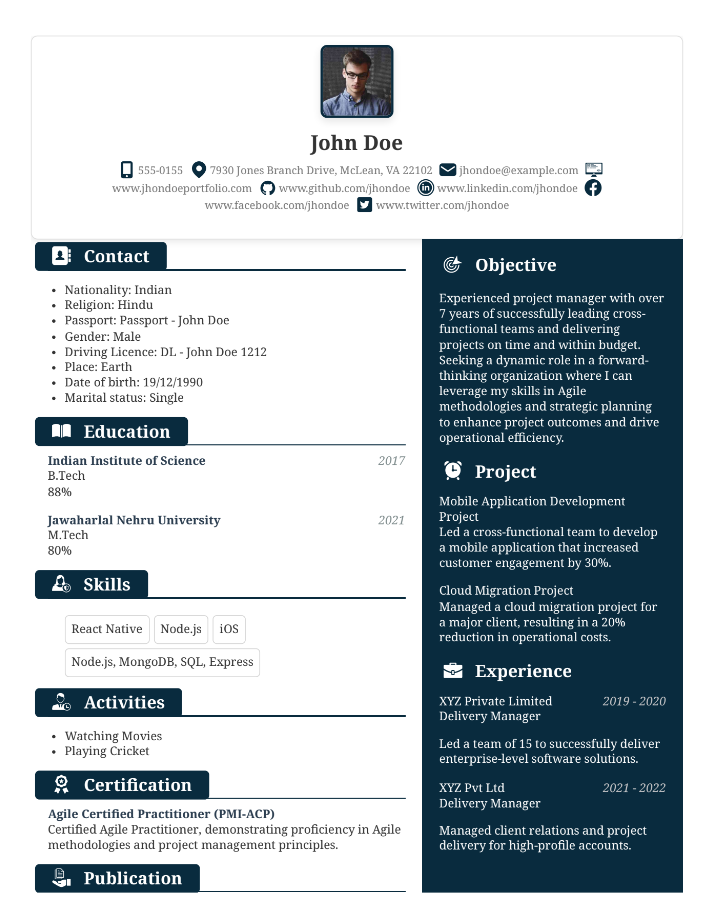 John Doe
555-0155 7930 Jones Branch Drive, McLean, VA 22102 jhondoe@example.com
www.jhondoeportfolio.com www.github.com/jhondoe www.linkedin.com/jhondoe
www.facebook.com/jhondoe www.twitter.com/jhondoe
Contact
Nationality: Indian
Religion: Hindu
Passport: Passport - John Doe
Gender: Male
Driving Licence: DL - John Doe 1212
Place: Earth
Date of birth: 19/12/1990
Marital status: Single
Education
Indian Institute of Science 2017
B.Tech
88%
Jawaharlal Nehru University 2021
M.Tech
80%
Skills
React Native Node.js iOS
Node.js, MongoDB, SQL, Express
Activities
Watching Movies
Playing Cricket
Certification
Agile Certified Practitioner (PMI-ACP)
Certified Agile Practitioner, demonstrating proficiency in Agile
methodologies and project management principles.
Publication
Objective
Experienced project manager with over
7 years of successfully leading cross-
functional teams and delivering
projects on time and within budget.
Seeking a dynamic role in a forward-
thinking organization where I can
leverage my skills in Agile
methodologies and strategic planning
to enhance project outcomes and drive
operational efficiency.
Project
Mobile Application Development
Project
Led a cross-functional team to develop
a mobile application that increased
customer engagement by 30%.
Cloud Migration Project
Managed a cloud migration project for
a major client, resulting in a 20%
reduction in operational costs.
Experience
XYZ Private Limited 2019 - 2020
Delivery Manager
Led a team of 15 to successfully deliver
enterprise-level software solutions.
XYZ Pvt Ltd 2021 - 2022
Delivery Manager
Managed client relations and project
delivery for high-profile accounts.